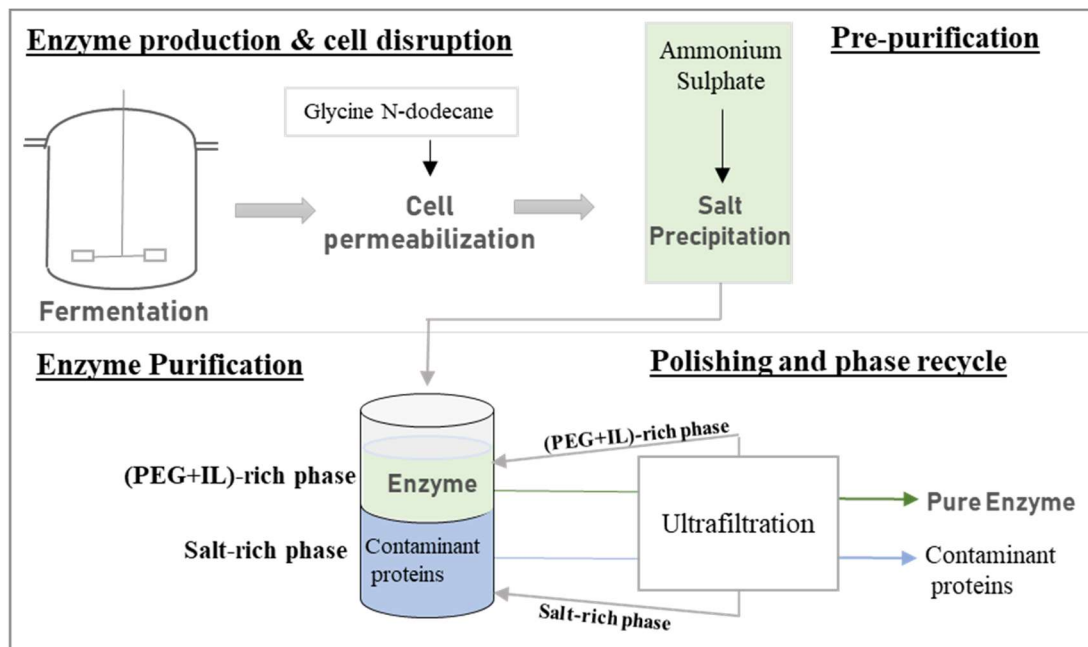 Enzyme production & cell disruption
Pre-purification
Ammonium
Sulphate
Glycine N-dodecane
Cell
permeabilization
Salt
Precipitation
Fermentation
Enzyme Purification
Polishing and phase recycle
(PEG+IL)-rich phase
(PEG+IL)-rich phase
Enzyme
Ultrafiltration
Pure Enzyme
Salt-rich phase
Contaminant
proteins
Contaminant
proteins
Salt-rich phase